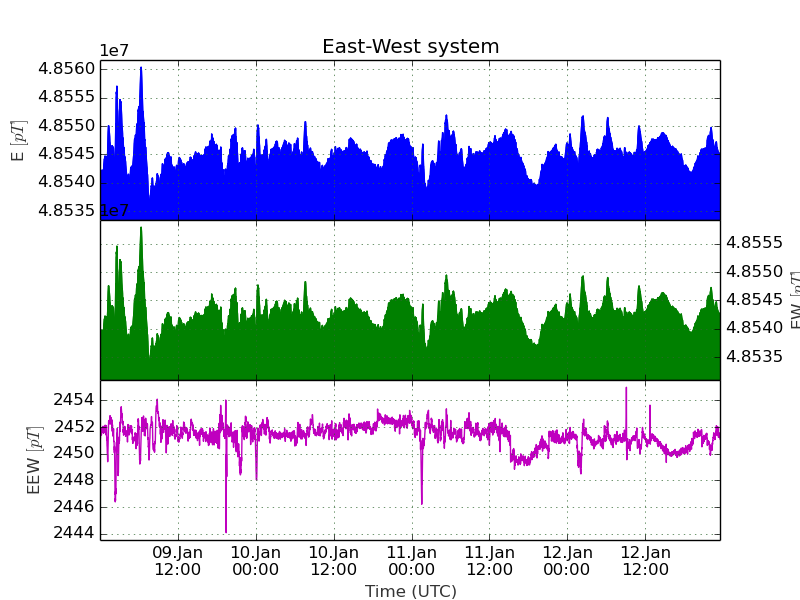 East-West system
1e7
4.8560
4.8555
4.8550
4.8545
4.8540
4.8535
E [pT]
1e7
4.8555
4.8550
4.8545
4.8540
4.8535
EW [pT]
2454
2452
2450
2448
2446
2444
EEW [pT]
09.Jan 10.Jan 10.Jan 11.Jan 11.Jan 12.Jan 12.Jan
12:00 00:00 12:00 00:00 12:00 00:00 12:00
Time (UTC)